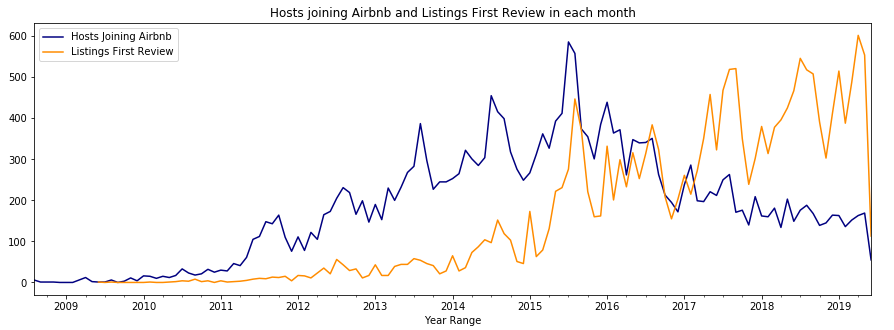 Hosts joining Airbnb and Listings First Review in each month
Hosts Joining Airbnb
Listings First Review
600
500
400
300
200
100
0
2009 2010 2011 2012 2013 2014 2015 2016 2017 2018 2019
Year Range